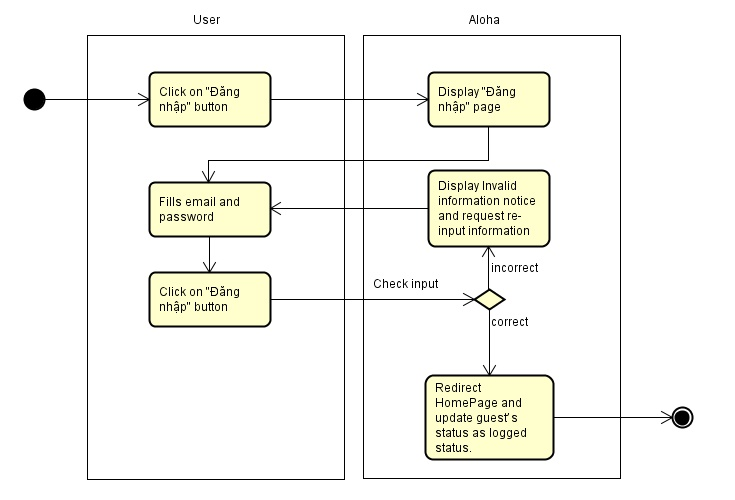 User
Aloha
Click on "Đăng
nhập" button
Display "Đăng
nhập" page
Fills email and
password
Display Invalid
information notice
and request re-
input information
incorrect
Click on "Đăng
nhập" button
Check input
correct
Redirect
HomePage and
update guest's
status as logged
status.